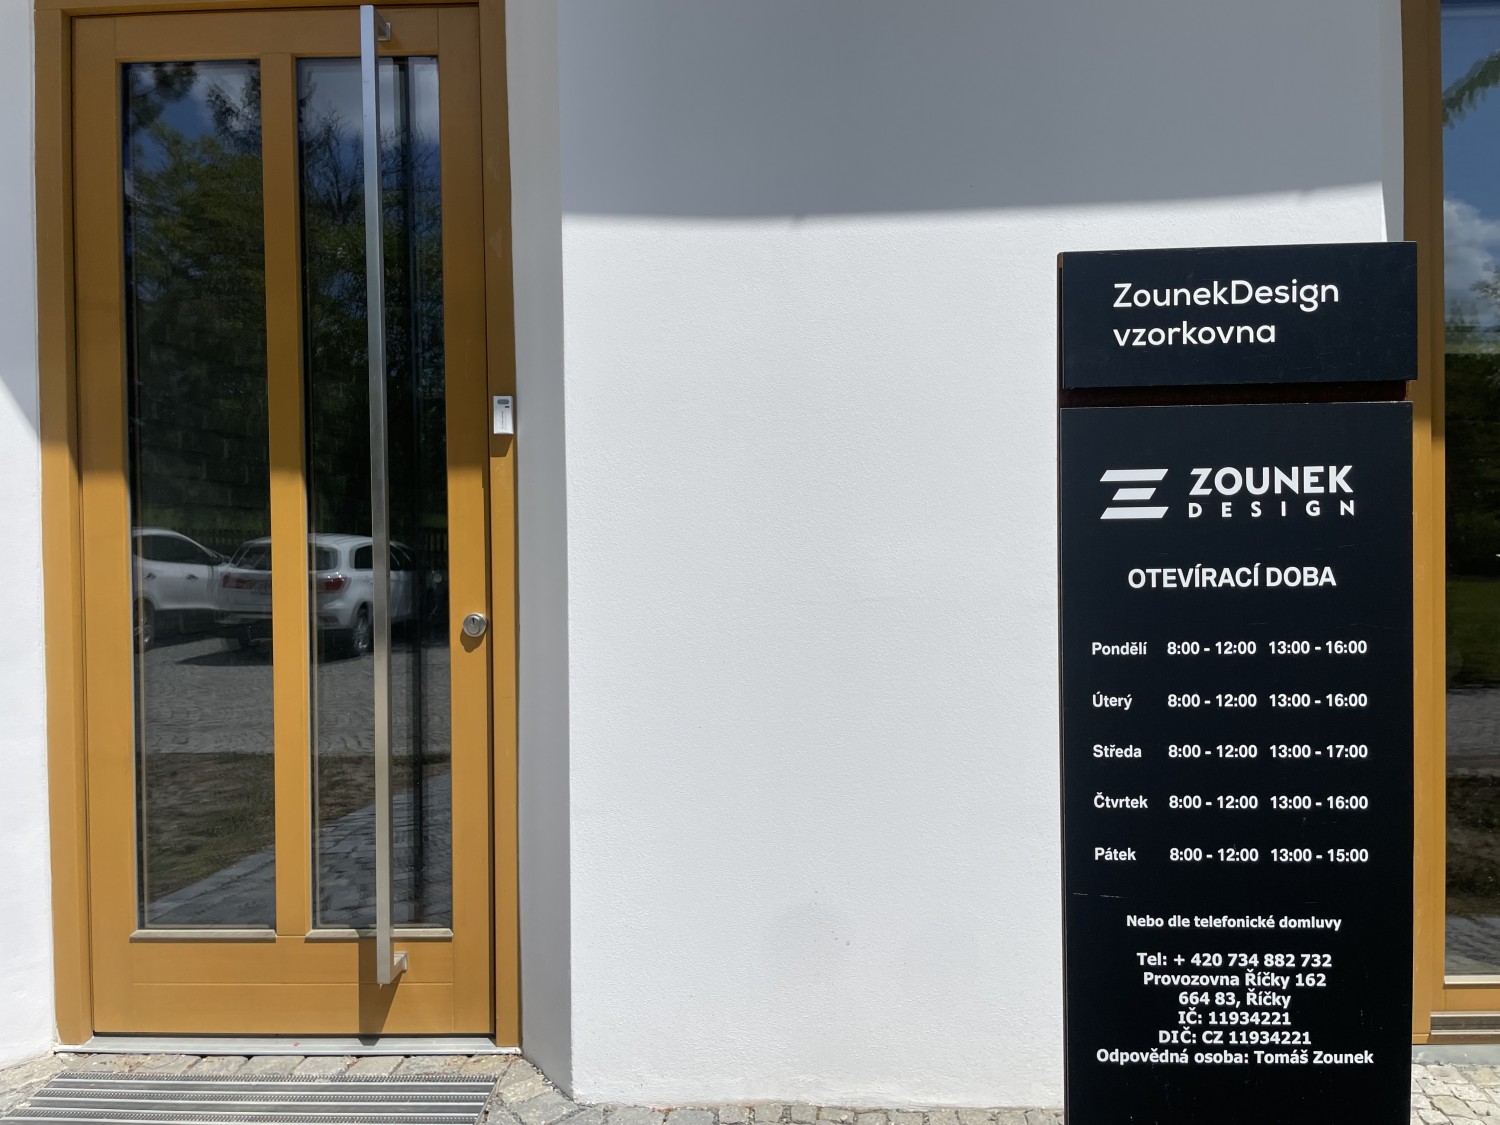 ZounekDesign
vzorkovna
ZOUNEK
DESIGN
OTEVÍRACÍ DOBA
Pondělí 8:00 - 12:00 13:00 - 16:00
Úterý 8:00 - 12:00 13:00 - 16:00
Středa 8:00 - 12:00 13:00 - 17:00
Čtvrtek 8:00 - 12:00 13:00 - 16:00
Pátek 8:00 - 12:00 13:00 - 15:00
Nebo dle telefonické domluvy
Tel: + 420 734 882 732
Provozovna Říčky 162
664 83, Říčky
IČ: 11934221
DIČ: CZ 11934221
Odpovědná osoba: Tomáš Zounek